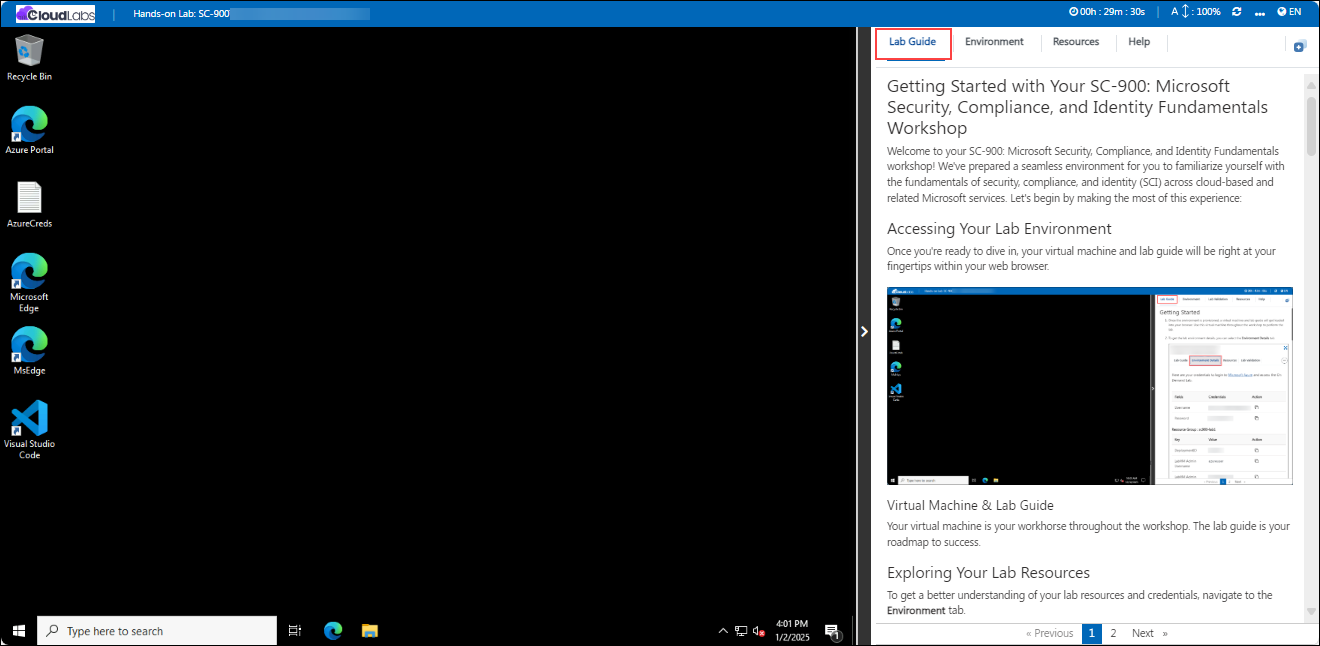 CloudLabs
Hands-on Lab: SC-900
00h : 29m : 30s
A : 100%
EN
Recycle Bin
Azure Portal
AzureCreds
Microsoft
Edge
MsEdge
Visual Studio
Code
Type here to search
4:01 PM
1/2/2025
1
Lab Guide
Environment
Resources
Help
Getting Started with Your SC-900: Microsoft
Security, Compliance, and Identity Fundamentals
Workshop
Welcome to your SC-900: Microsoft Security, Compliance, and Identity Fundamentals
workshop! We've prepared a seamless environment for you to familiarize yourself with
the fundamentals of security, compliance, and identity (SCI) across cloud-based and
related Microsoft services. Let's begin by making the most of this experience:
Accessing Your Lab Environment
Once you're ready to dive in, your virtual machine and lab guide will be right at your
fingertips within your web browser.
Getting Started
Virtual Machine & Lab Guide
Your virtual machine is your workhorse throughout the workshop. The lab guide is your
roadmap to success.
Exploring Your Lab Resources
To get a better understanding of your lab resources and credentials, navigate to the
Environment tab.
« Previous 1 2 Next »